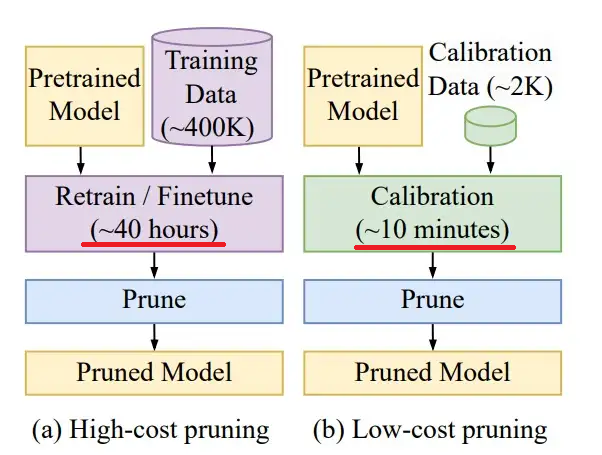 Pretrained
Model
Training
Data
(~400K)
Retrain / Finetune
(~40 hours)
Prune
Pruned Model
(a) High-cost pruning
Pretrained
Model
Calibration
Data (~2K)
Calibration
(~10 minutes)
Prune
Pruned Model
(b) Low-cost pruning